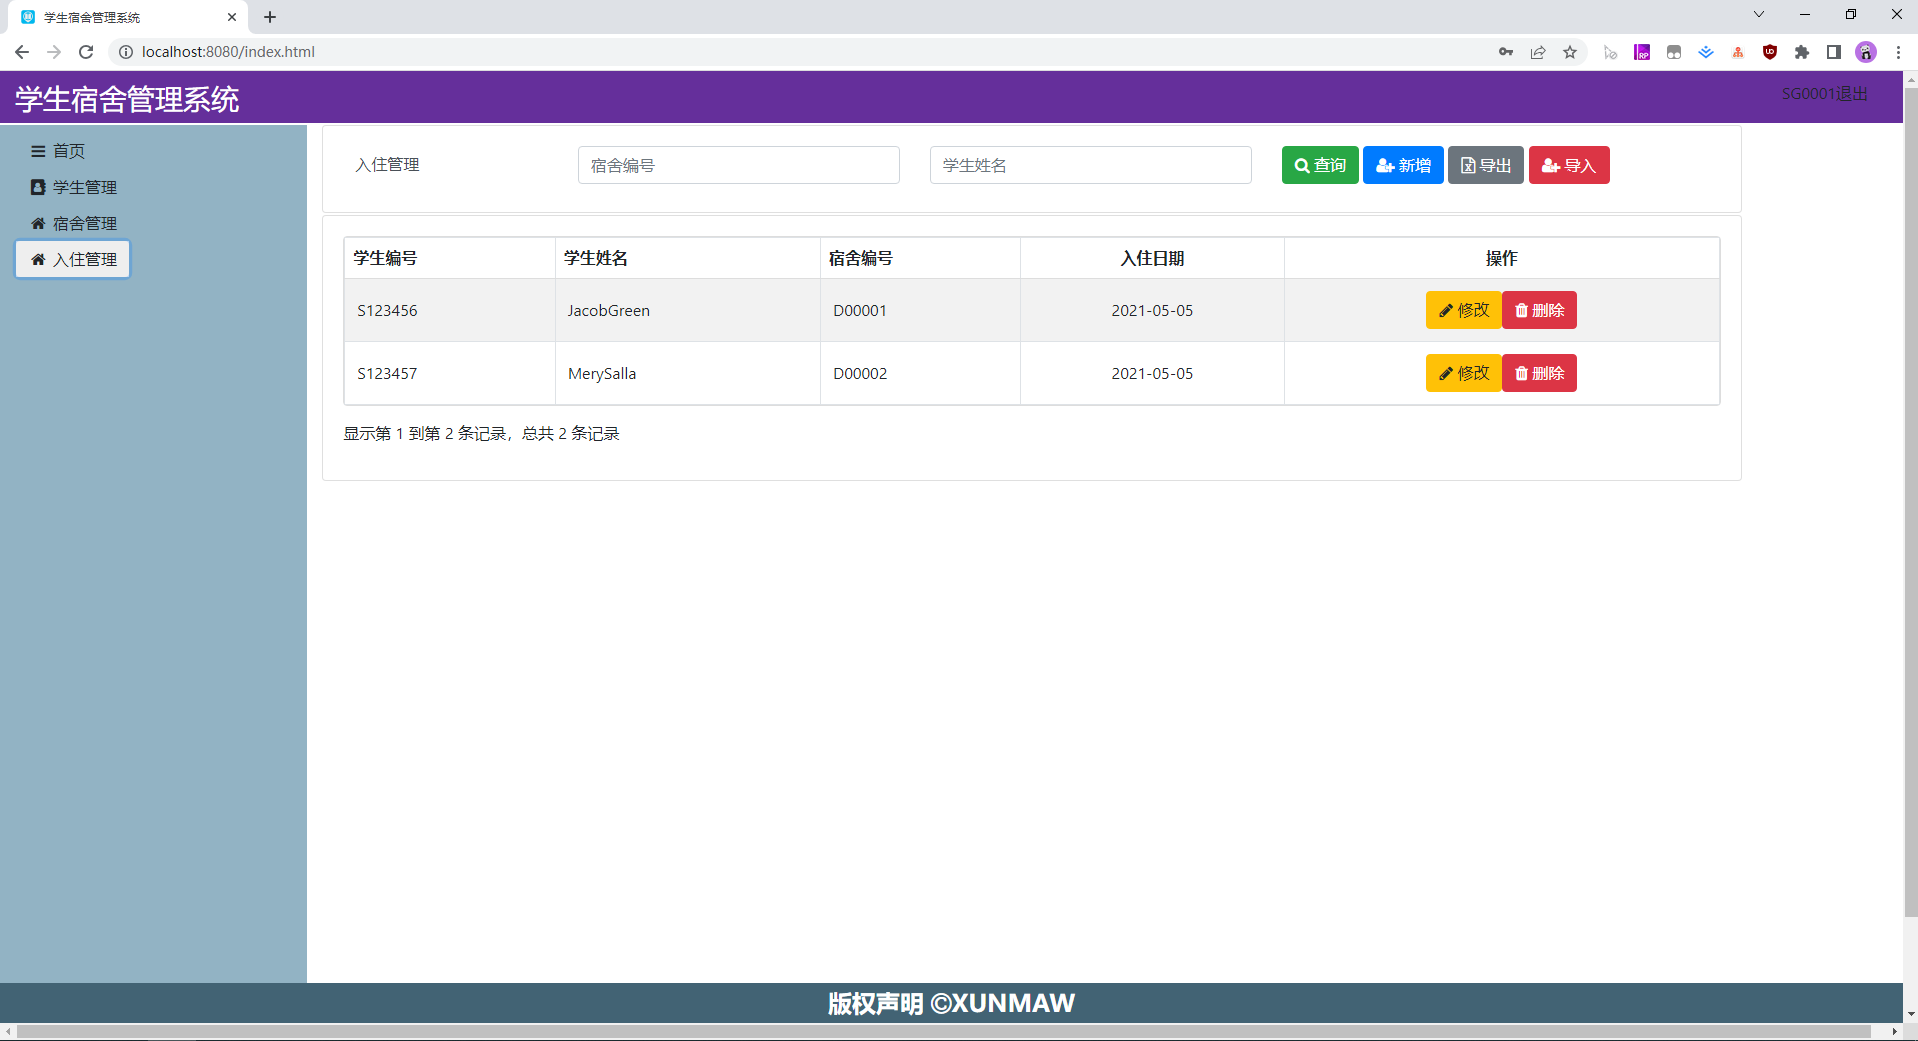 学生宿舍管理系统
localhost:8080/index.html
学生宿舍管理系统
SG0001退出
首页
学生管理
宿舍管理
入住管理
入住管理 宿舍编号 学生姓名 查询 新增 导出 导入
学生编号 学生姓名 宿舍编号 入住日期 操作
S123456 JacobGreen D00001 2021-05-05 修改 删除
S123457 MerySalla D00002 2021-05-05 修改 删除
显示第 1 到第 2 条记录，总共 2 条记录
版权声明 ©XUNMAW